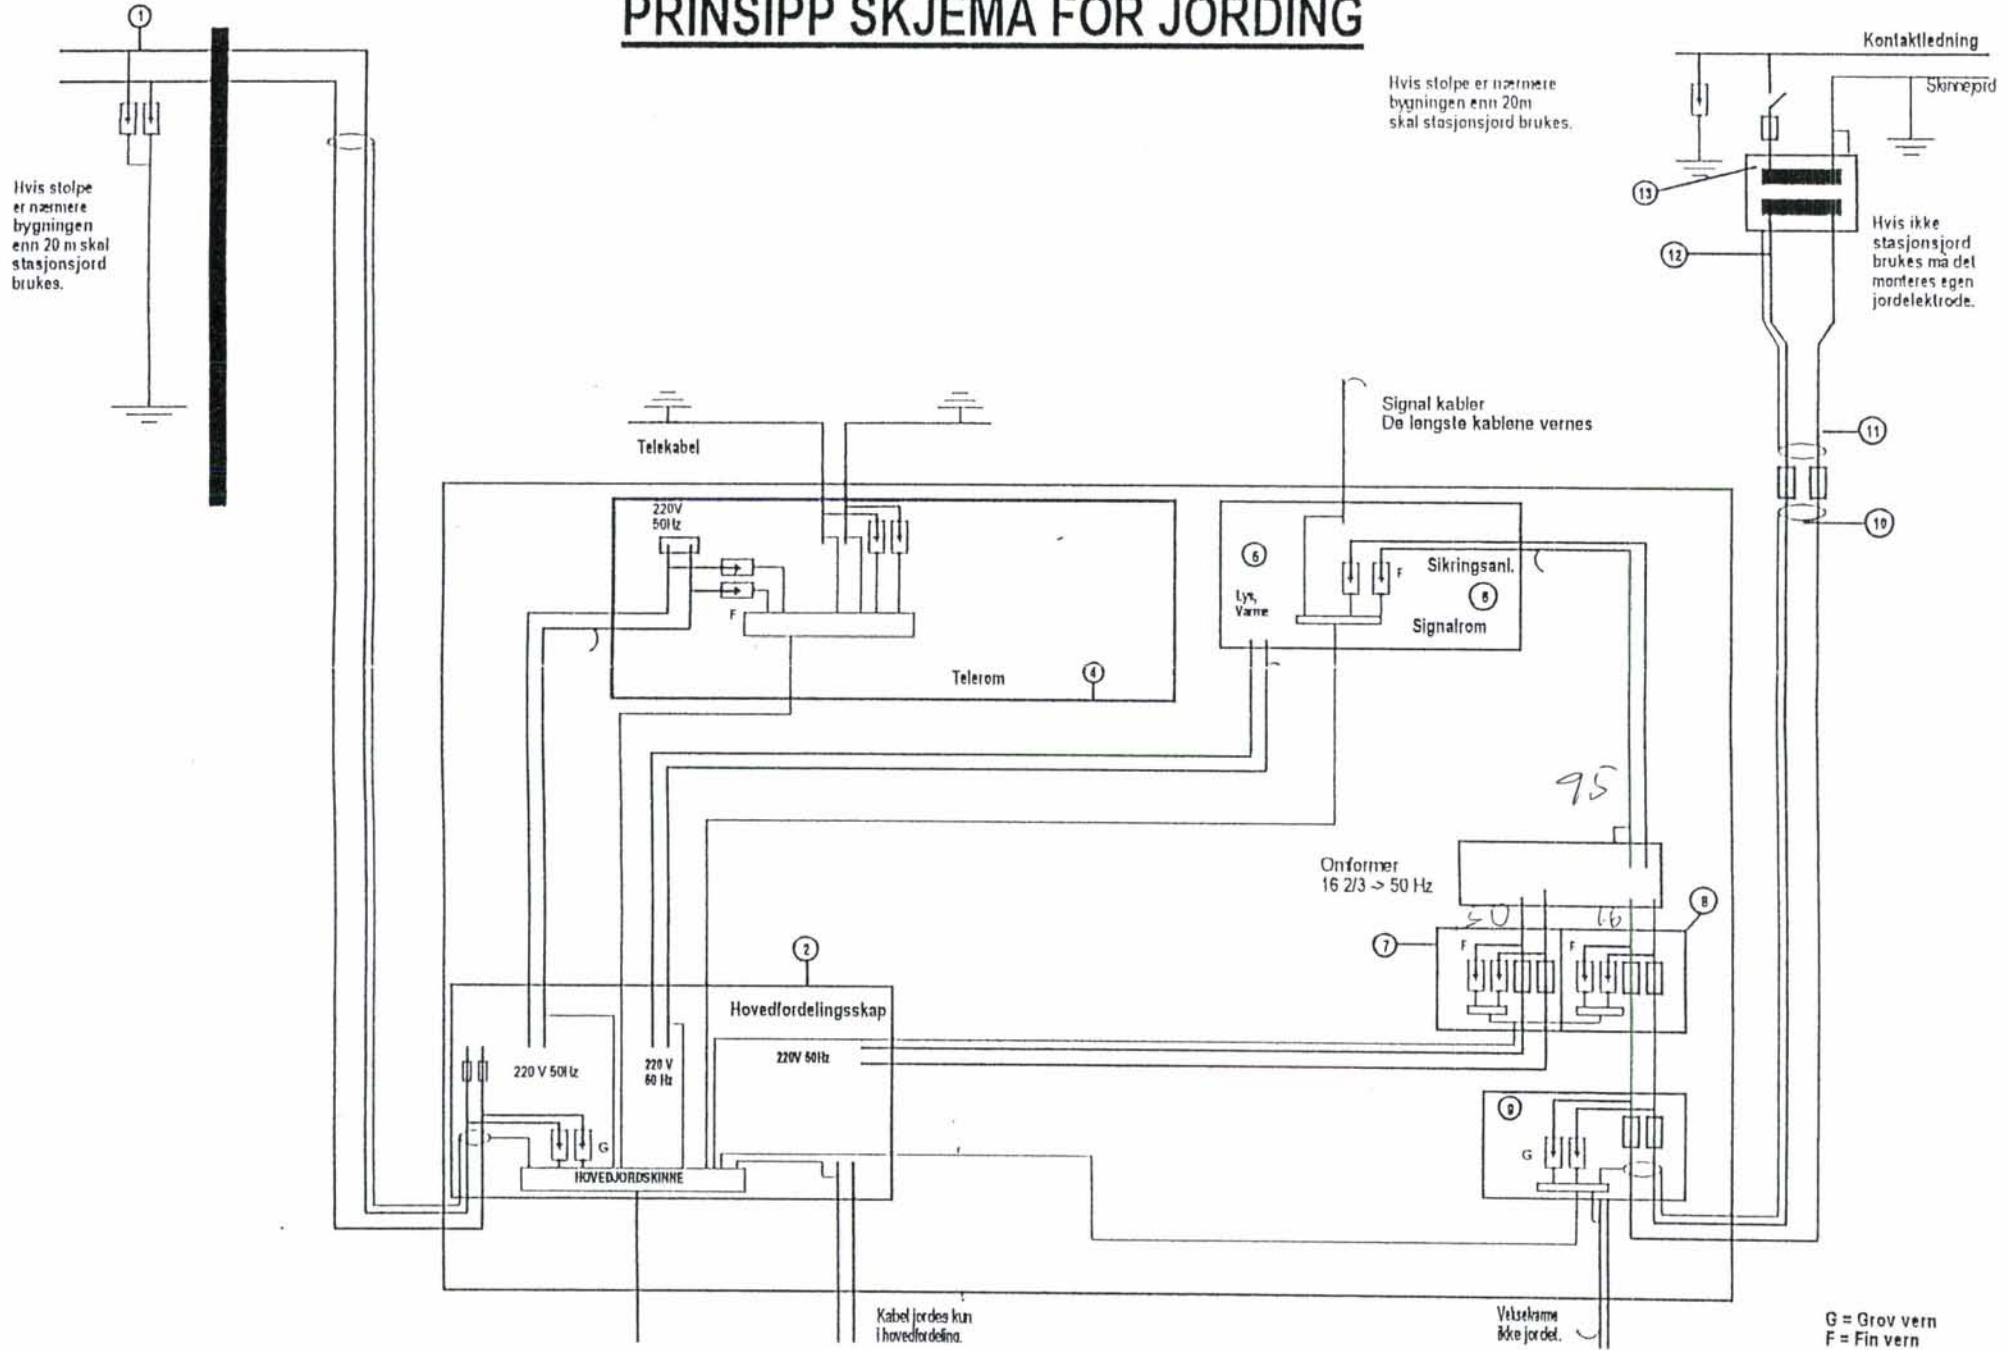 PRINSIPP SKJEMA FOR JORDING
1
Kontaktledning
Skinnejord
Hvis stolpe er nærmere
bygningen enn 20m
skal stasjonsjord brukes.
Hvis stolpe
er nærmere
bygningen
enn 20 m skal
stasjonsjord
brukes.
13
12
Hvis ikke
stasjonsjord
brukes må det
monteres egen
jordelektrode.
11
10
Telekabel
Signal kabler
De lengste kablene vernes
220V
50Hz
F
Telerom
4
6
Lys,
Varme
F
Sikringsanl.
Signalrom
95
Omformer
16 2/3 -> 50 Hz
50
16
7
F
F
8
2
Hovedfordelingsskap
220 V 50Hz
220 V
60 Hz
220V 50Hz
G
HOVEDJORDSKINNE
9
G
Kabel jordes kun
i hovedfordeling.
Vekselvarme
ikke jordet.
G = Grov vern
F = Fin vern